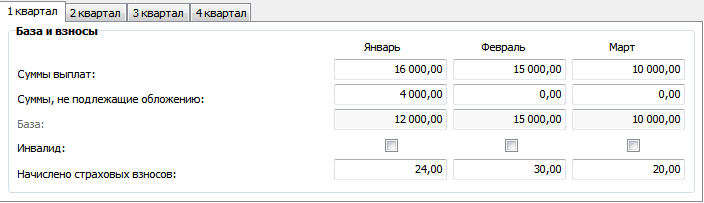 1 квартал 2 квартал 3 квартал 4 квартал
База и взносы
Январь Февраль Март
Суммы выплат: 16 000,00 15 000,00 10 000,00
Суммы, не подлежащие обложению: 4 000,00 0,00 0,00
База: 12 000,00 15 000,00 10 000,00
Инвалид:
Начислено страховых взносов: 24,00 30,00 20,00